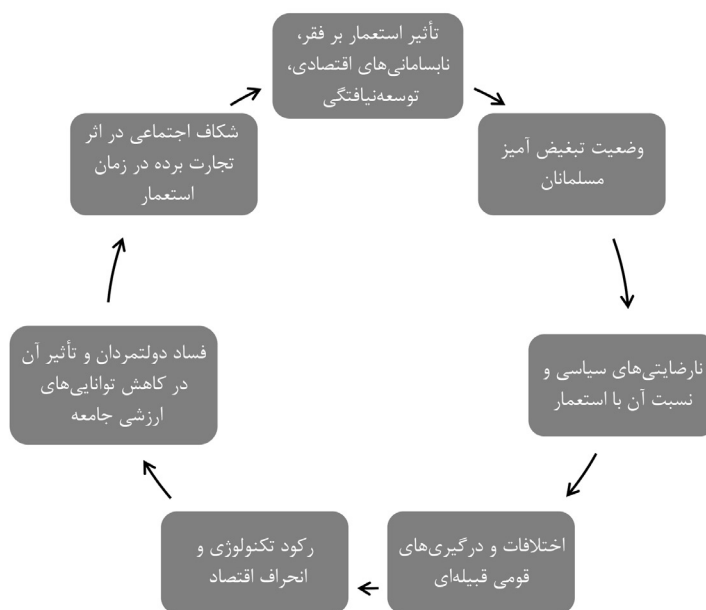 تأثیر استعمار بر فقر،
نابسامانی‌های اقتصادی،
توسعه‌نیافتگی
وضعیت تبغیض آمیز
مسلمانان
نارضایتی‌های سیاسی و
نسبت آن با استعمار
اختلافات و درگیری‌های
قومی قبیله‌ای
رکود تکنولوژی و
انحراف اقتصاد
فساد دولتمردان و تأثیر آن
در کاهش توانایی‌های
ارزشی جامعه
شکاف اجتماعی در اثر
تجارت برده در زمان
استعمار